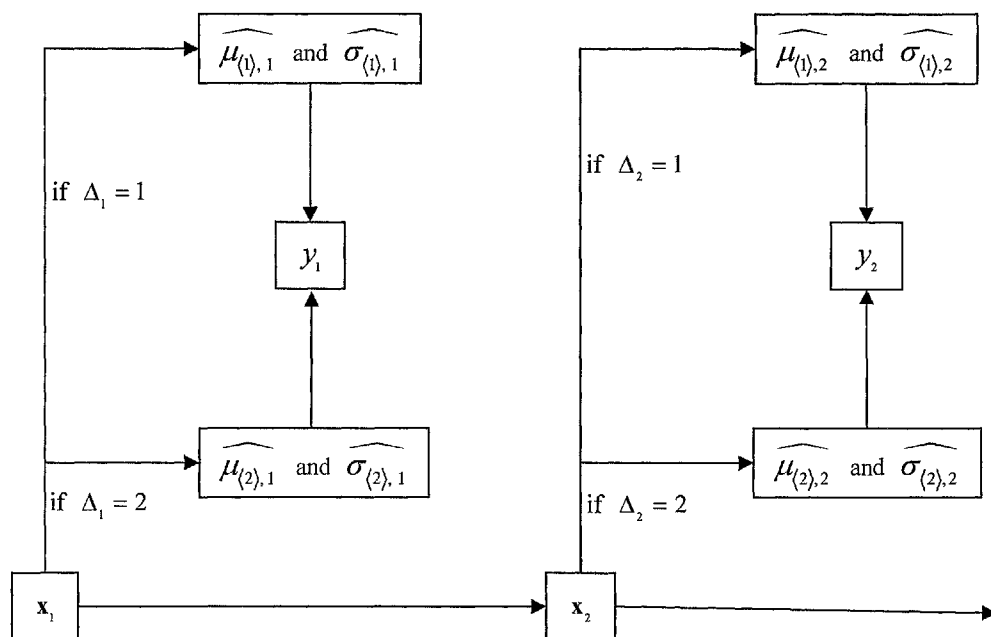 μ̂⟨1⟩, 1 and σ̂⟨1⟩, 1
μ̂⟨1⟩,2 and σ̂⟨1⟩,2
if Δ₁ = 1
if Δ₂ = 1
y₁
y₂
μ̂⟨2⟩,1 and σ̂⟨2⟩, 1
μ̂⟨2⟩,2 and σ̂⟨2⟩,2
if Δ₁ = 2
if Δ₂ = 2
x₁
x₂